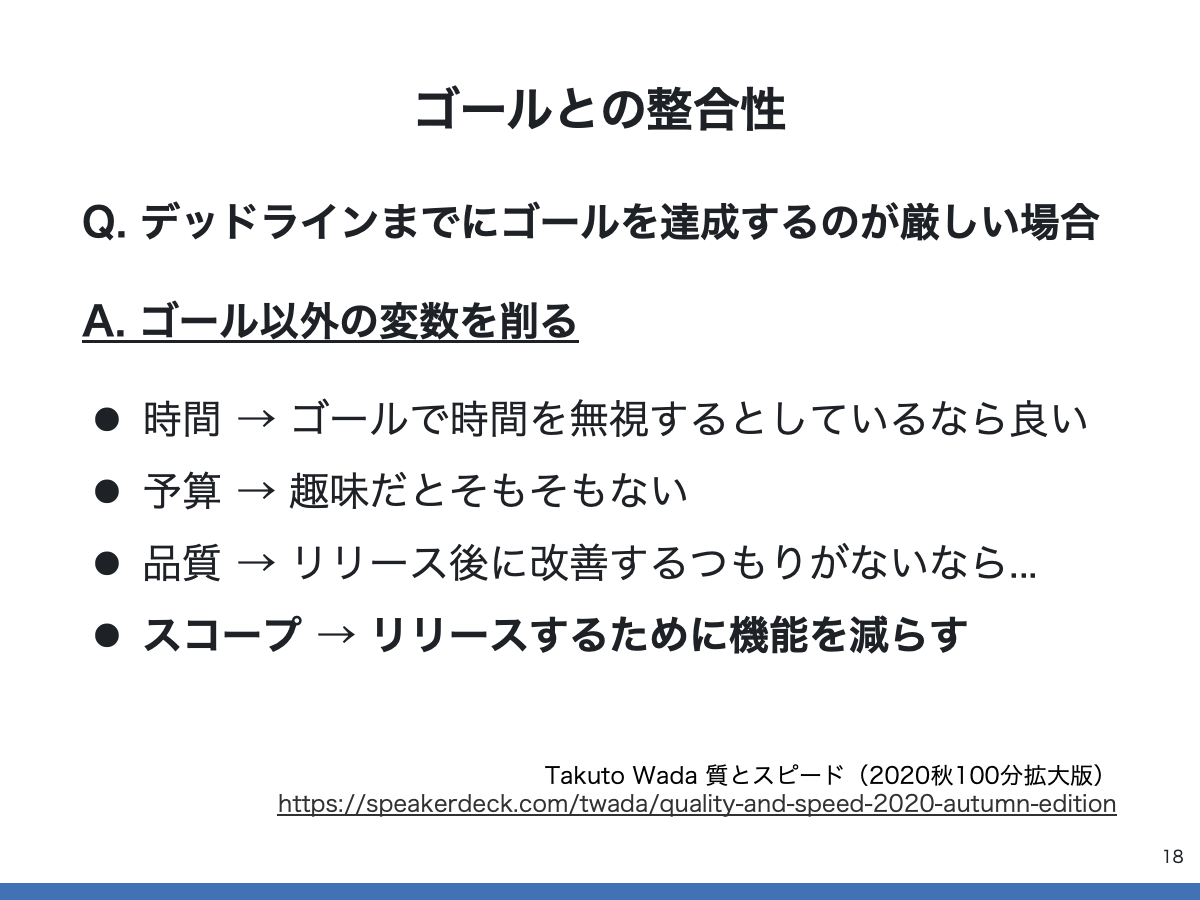 ゴールとの整合性
Q. デッドラインまでにゴールを達成するのが厳しい場合
A. ゴール以外の変数を削る
● 時間 → ゴールで時間を無視するとしているなら良い
● 予算 → 趣味だとそもそもない
● 品質 → リリース後に改善するつもりがないなら...
● スコープ → リリースするために機能を減らす
Takuto Wada 質とスピード（2020秋100分拡大版）
https://speakerdeck.com/twada/quality-and-speed-2020-autumn-edition
18